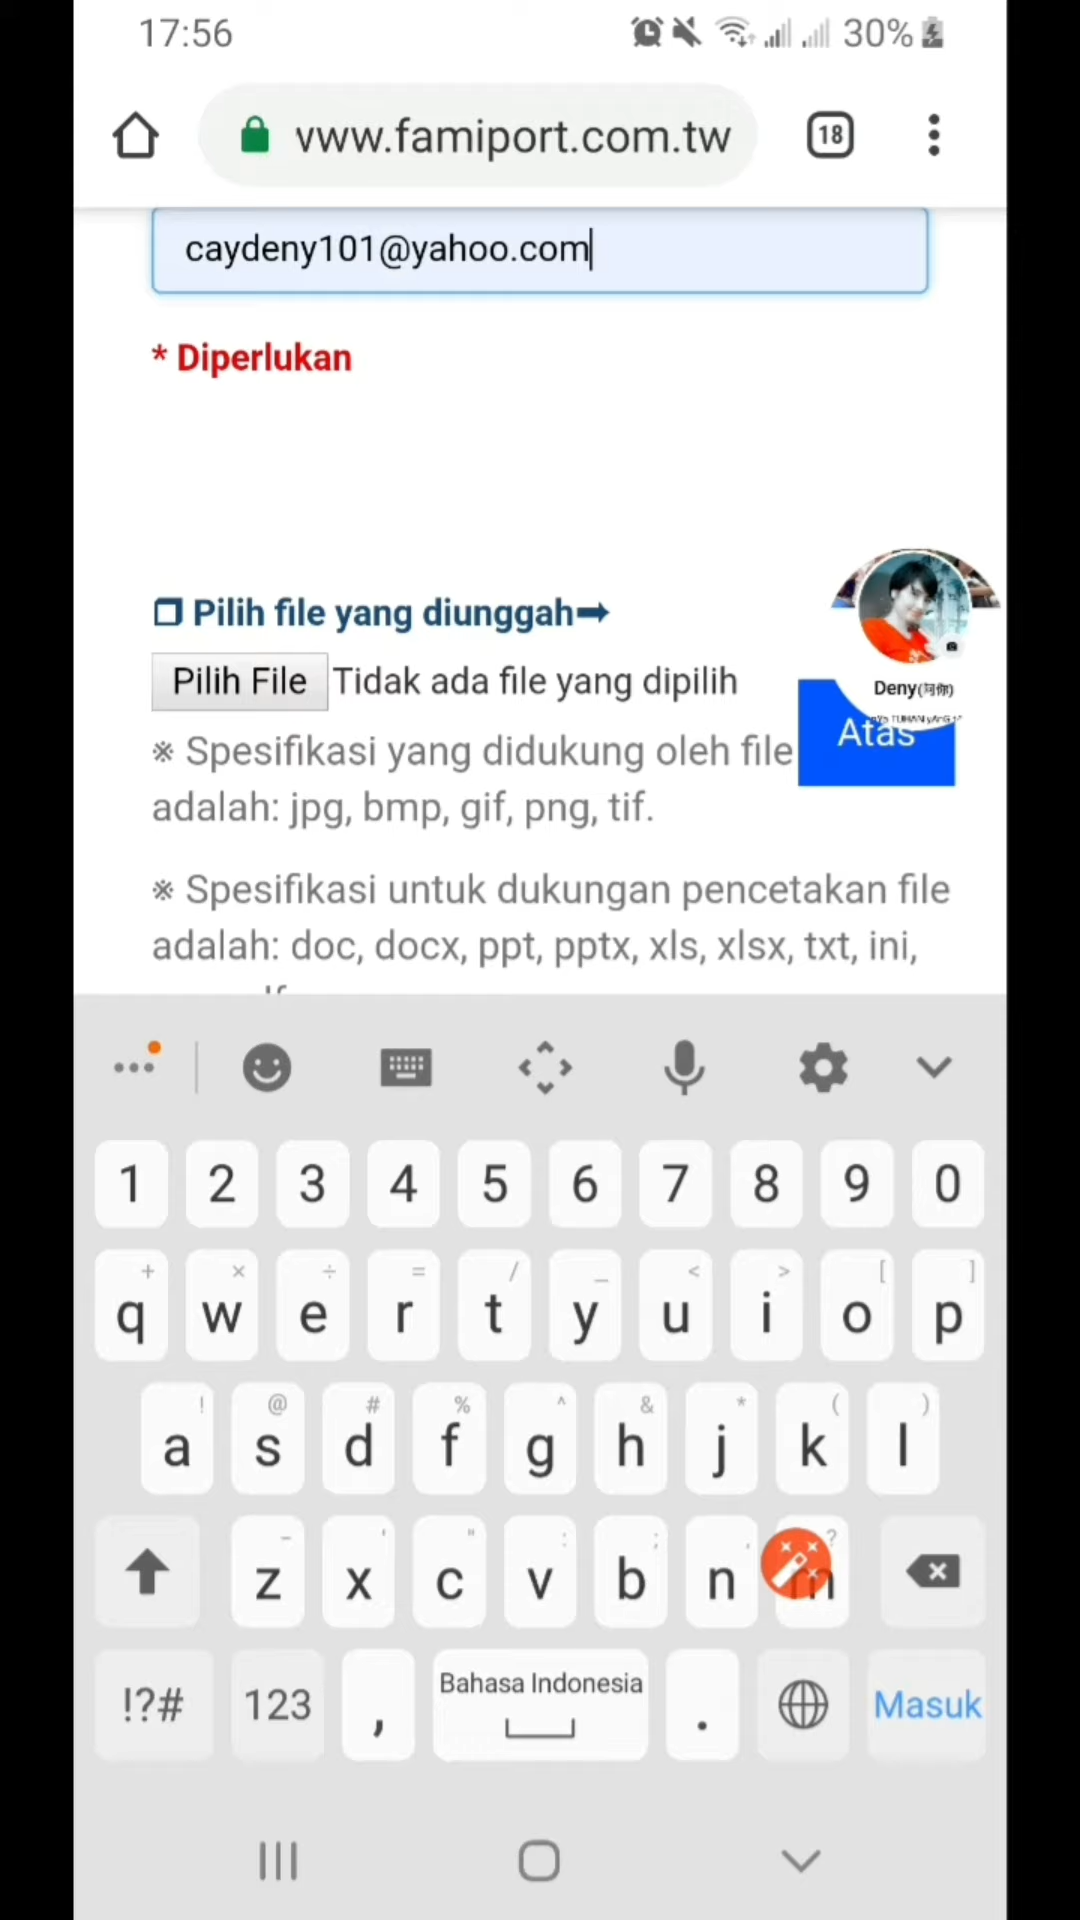 17:56
30%
www.famiport.com.tw
18
caydeny101@yahoo.com
* Diperlukan
❒ Pilih file yang diunggah➡
Pilih File Tidak ada file yang dipilih
Deny(阿你)
Atas
※ Spesifikasi yang didukung oleh file
adalah: jpg, bmp, gif, png, tif.
※ Spesifikasi untuk dukungan pencetakan file
adalah: doc, docx, ppt, pptx, xls, xlsx, txt, ini,
1 2 3 4 5 6 7 8 9 0
+ × ÷ = / _ < > [ ]
q w e r t y u i o p
! @ # % ^ & * ( )
a s d f g h j k l
- ' " : ; , ?
z x c v b n m
!?# 123 , Bahasa Indonesia . Masuk